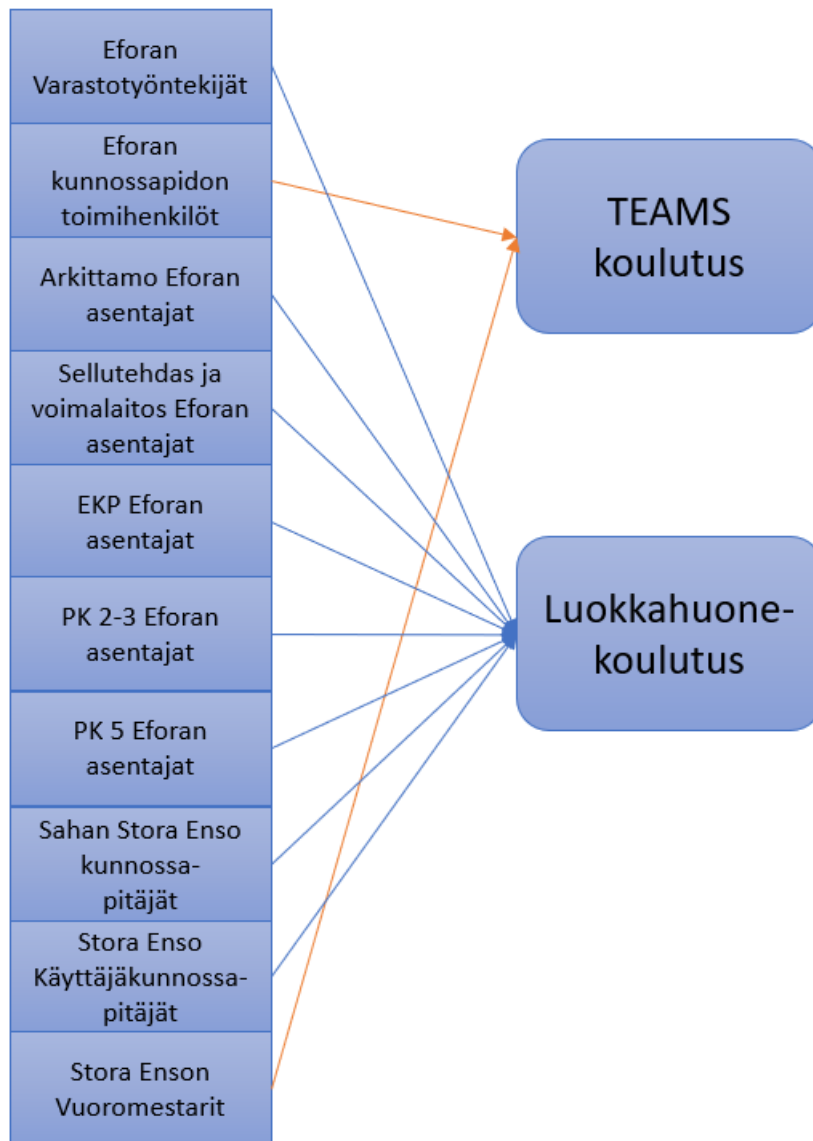 Eforan
Varastotyöntekijät
Eforan
kunnossapidon
toimihenkilöt
Arkittamo Eforan
asentajat
Sellutehdas ja
voimalaitos Eforan
asentajat
EKP Eforan
asentajat
PK 2-3 Eforan
asentajat
PK 5 Eforan
asentajat
Sahan Stora Enso
kunnossa-
pitäjät
Stora Enso
Käyttäjäkunnossa-
pitäjät
Stora Enson
Vuoromestarit
TEAMS
koulutus
Luokkahuone-
koulutus